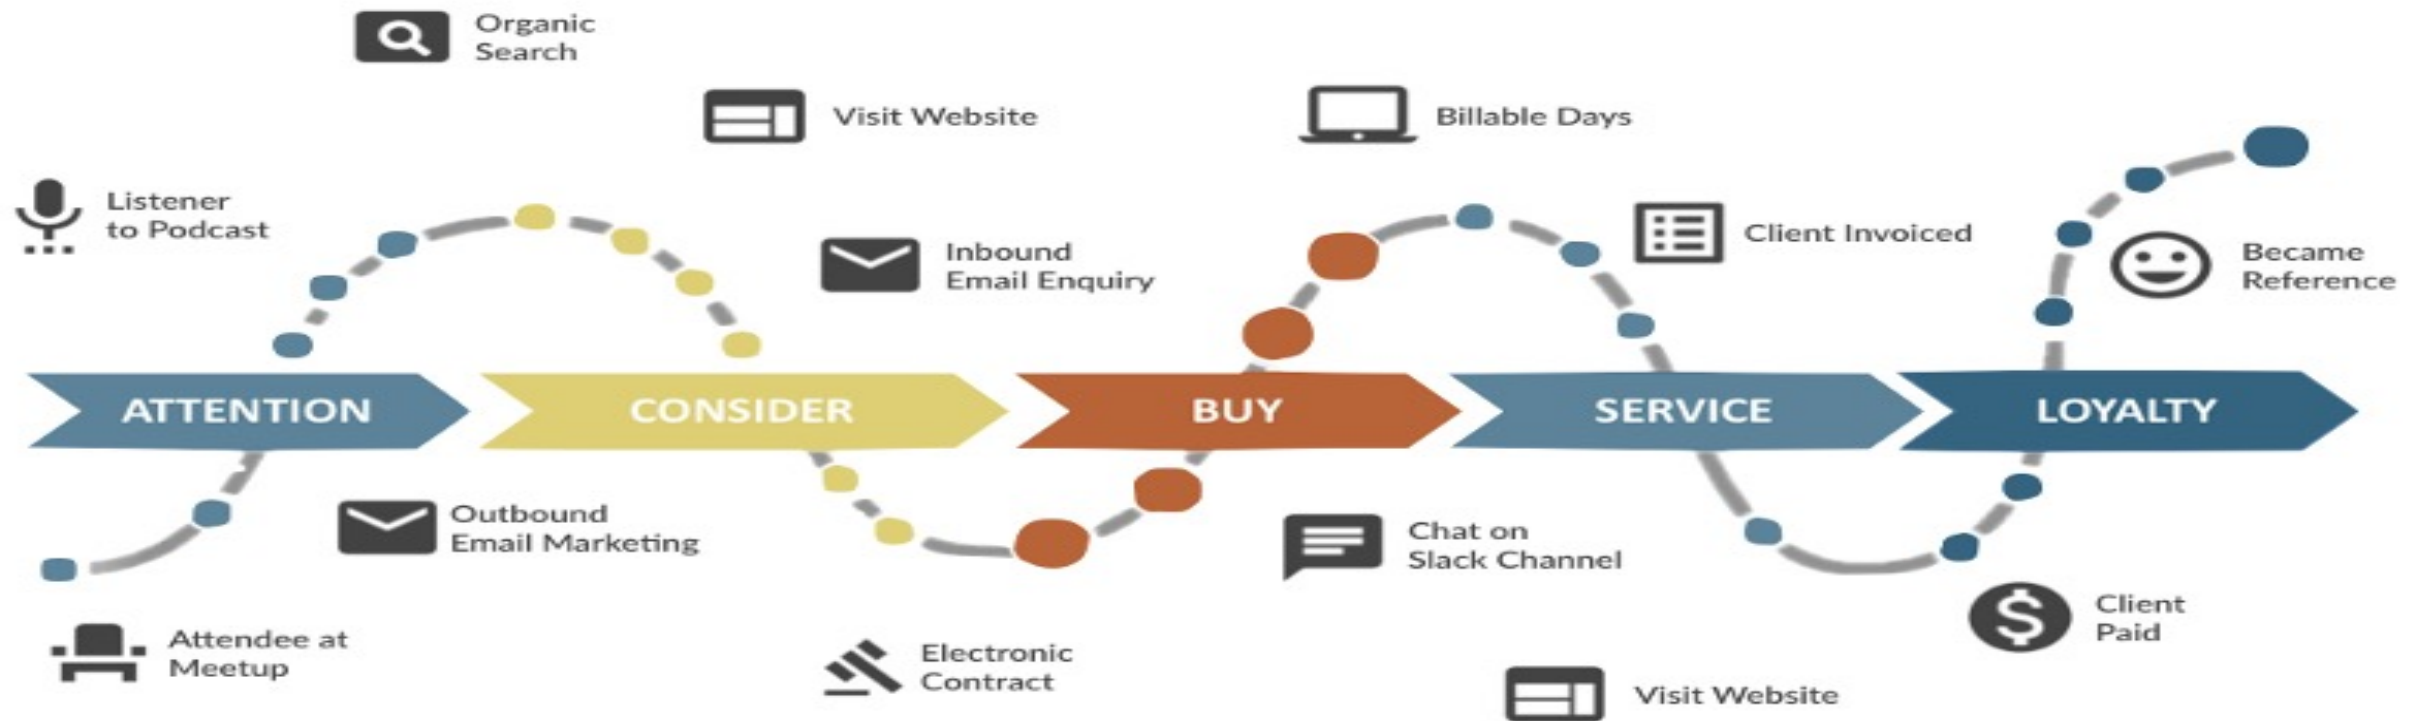 Organic
Search
Visit Website
Billable Days
Listener
to Podcast
Inbound
Email Enquiry
Client Invoiced
Became
Reference
ATTENTION
CONSIDER
BUY
SERVICE
LOYALTY
Outbound
Email Marketing
Chat on
Slack Channel
Attendee at
Meetup
Electronic
Contract
Client
Paid
Visit Website